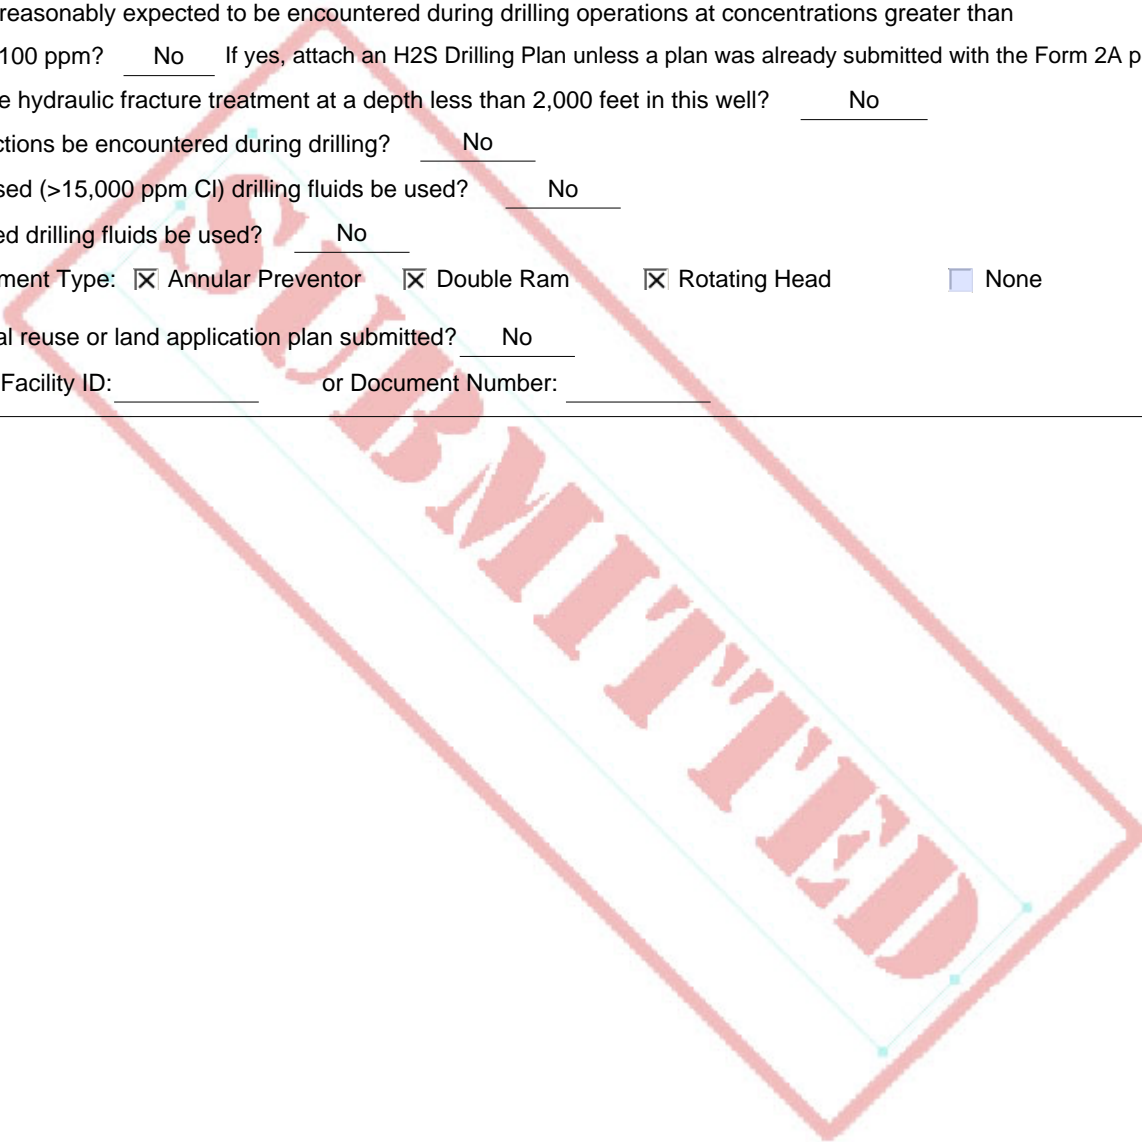 reasonably expected to be encountered during drilling operations at concentrations greater than
100 ppm? No If yes, attach an H2S Drilling Plan unless a plan was already submitted with the Form 2A p
e hydraulic fracture treatment at a depth less than 2,000 feet in this well? No
ctions be encountered during drilling? No
sed (>15,000 ppm Cl) drilling fluids be used? No
ed drilling fluids be used? No
ment Type: Annular Preventor Double Ram Rotating Head None
al reuse or land application plan submitted? No
Facility ID: or Document Number:
SUBMITTED